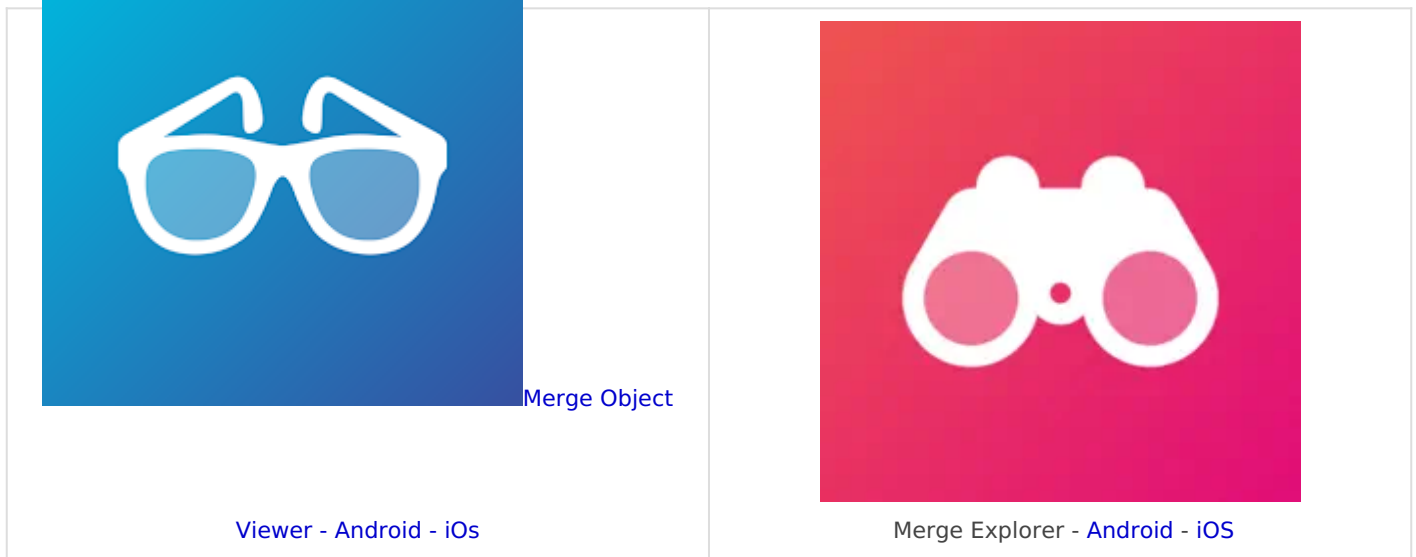 Merge Object
Viewer - Android - iOs
Merge Explorer - Android - iOS